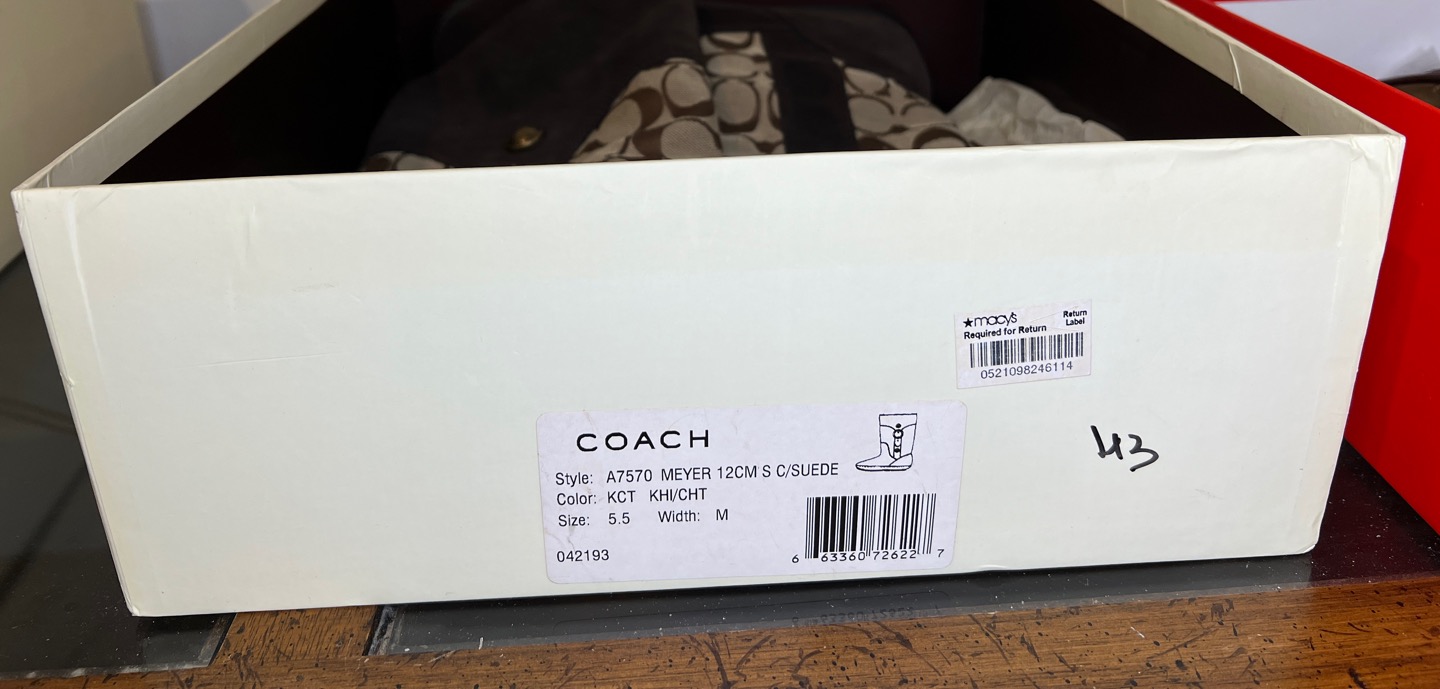 ★macy's
Return
Label
Required for Return
0521098246114
COACH
Style: A7570 MEYER 12CM S C/SUEDE
Color: KCT KHI/CHT
Size: 5.5 Width: M
042193
6 63360 72622 7
43